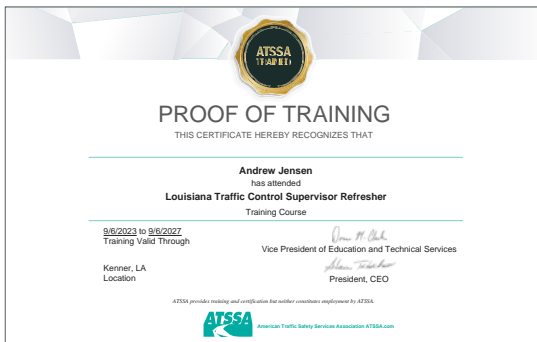 ATSSA
TRAINED
PROOF OF TRAINING
THIS CERTIFICATE HEREBY RECOGNIZES THAT
Andrew Jensen
has attended
Louisiana Traffic Control Supervisor Refresher
Training Course
9/6/2023 to 9/6/2027
Training Valid Through
Vice President of Education and Technical Services
Kenner, LA
Location
President, CEO
ATSSA provides training and certification but neither constitutes employment by ATSSA.
ATSSA
American Traffic Safety Services Association ATSSA.com